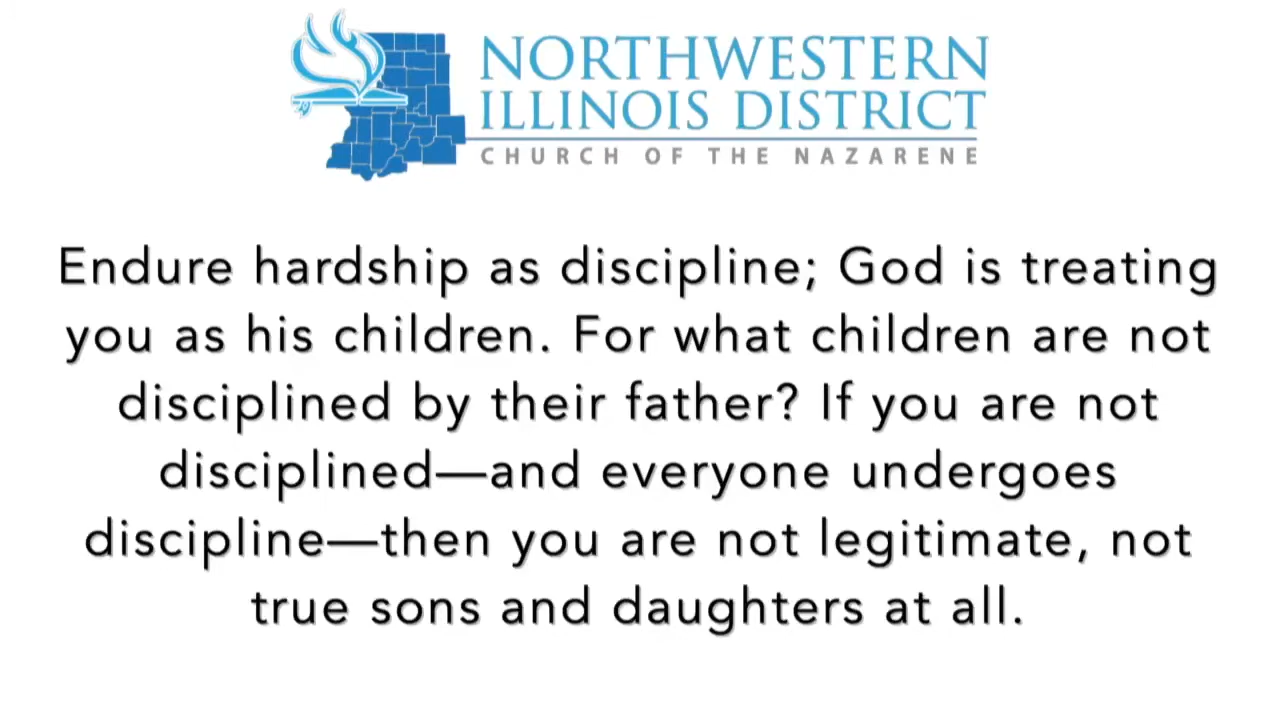 NORTHWESTERN
ILLINOIS DISTRICT
CHURCH OF THE NAZARENE
Endure hardship as discipline; God is treating
you as his children. For what children are not
disciplined by their father? If you are not
disciplined—and everyone undergoes
discipline—then you are not legitimate, not
true sons and daughters at all.